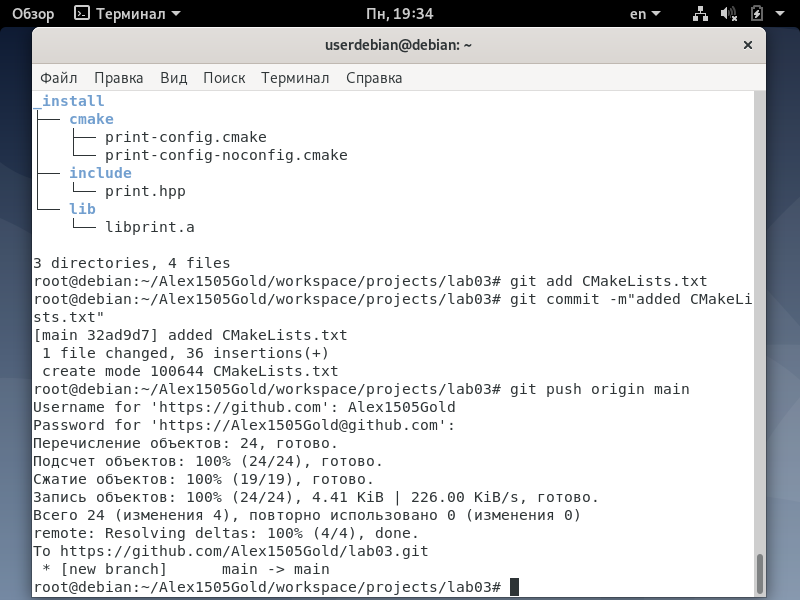 Обзор Терминал Пн, 19:34 en
userdebian@debian: ~ ×
Файл Правка Вид Поиск Терминал Справка
_install
├── cmake
│   ├── print-config.cmake
│   └── print-config-noconfig.cmake
├── include
│   └── print.hpp
└── lib
    └── libprint.a
3 directories, 4 files
root@debian:~/Alex1505Gold/workspace/projects/lab03# git add CMakeLists.txt
root@debian:~/Alex1505Gold/workspace/projects/lab03# git commit -m"added CMakeLi
sts.txt"
[main 32ad9d7] added CMakeLists.txt
 1 file changed, 36 insertions(+)
 create mode 100644 CMakeLists.txt
root@debian:~/Alex1505Gold/workspace/projects/lab03# git push origin main
Username for 'https://github.com': Alex1505Gold
Password for 'https://Alex1505Gold@github.com':
Перечисление объектов: 24, готово.
Подсчет объектов: 100% (24/24), готово.
Сжатие объектов: 100% (19/19), готово.
Запись объектов: 100% (24/24), 4.41 KiB | 226.00 KiB/s, готово.
Всего 24 (изменения 4), повторно использовано 0 (изменения 0)
remote: Resolving deltas: 100% (4/4), done.
To https://github.com/Alex1505Gold/lab03.git
 * [new branch]      main -> main
root@debian:~/Alex1505Gold/workspace/projects/lab03#